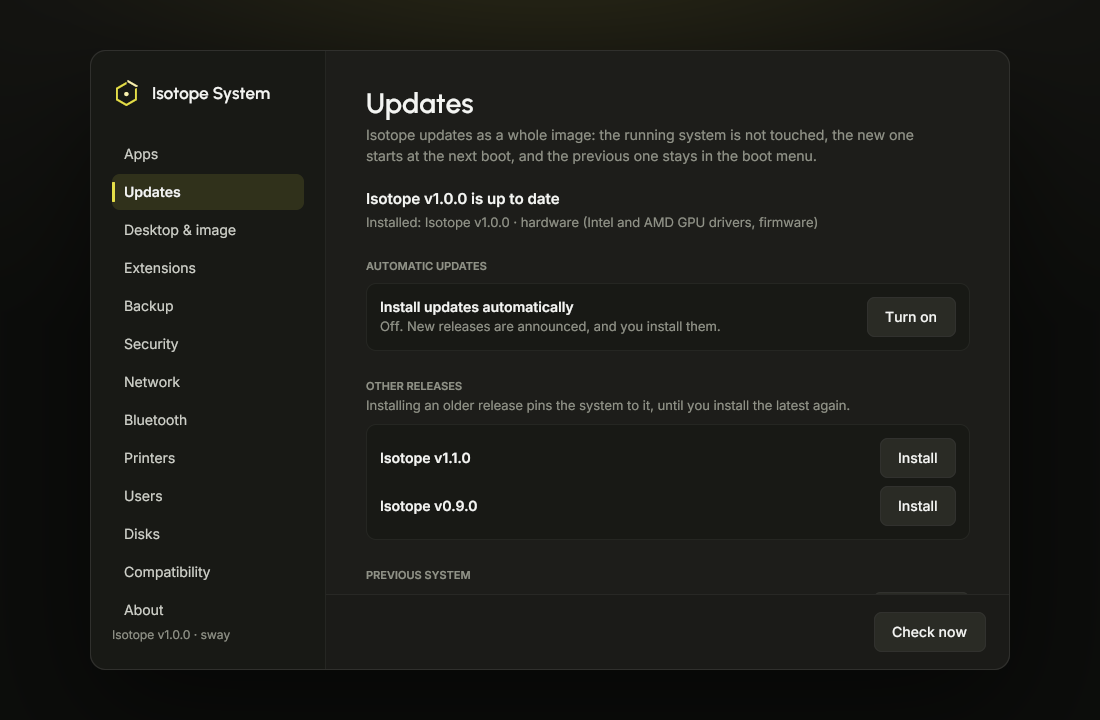 Isotope System
Apps
Updates
Desktop & image
Extensions
Backup
Security
Network
Bluetooth
Printers
Users
Disks
Compatibility
About
Isotope v1.0.0 · sway
Updates
Isotope updates as a whole image: the running system is not touched, the new one
starts at the next boot, and the previous one stays in the boot menu.
Isotope v1.0.0 is up to date
Installed: Isotope v1.0.0 · hardware (Intel and AMD GPU drivers, firmware)
AUTOMATIC UPDATES
Install updates automatically
Off. New releases are announced, and you install them.
Turn on
OTHER RELEASES
Installing an older release pins the system to it, until you install the latest again.
Isotope v1.1.0
Install
Isotope v0.9.0
Install
PREVIOUS SYSTEM
Check now